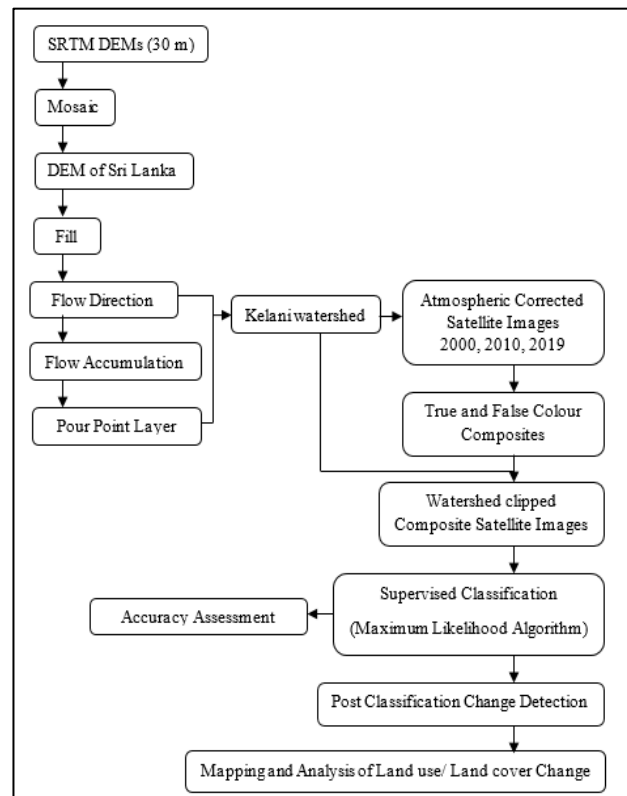 SRTM DEMs (30 m)
Mosaic
DEM of Sri Lanka
Fill
Flow Direction
Flow Accumulation
Pour Point Layer
Kelani watershed
Atmospheric Corrected
Satellite Images
2000, 2010, 2019
True and False Colour
Composites
Watershed clipped
Composite Satellite Images
Supervised Classification
(Maximum Likelihood Algorithm)
Accuracy Assessment
Post Classification Change Detection
Mapping and Analysis of Land use/ Land cover Change